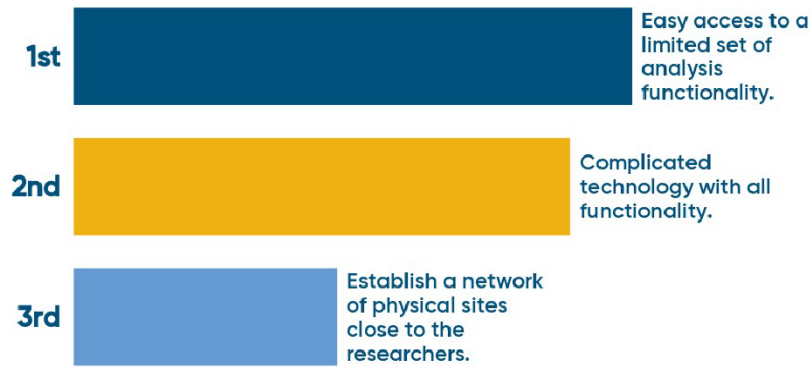 1st
Easy access to a
limited set of
analysis
functionality.
2nd
Complicated
technology with all
functionality.
3rd
Establish a network
of physical sites
close to the
researchers.